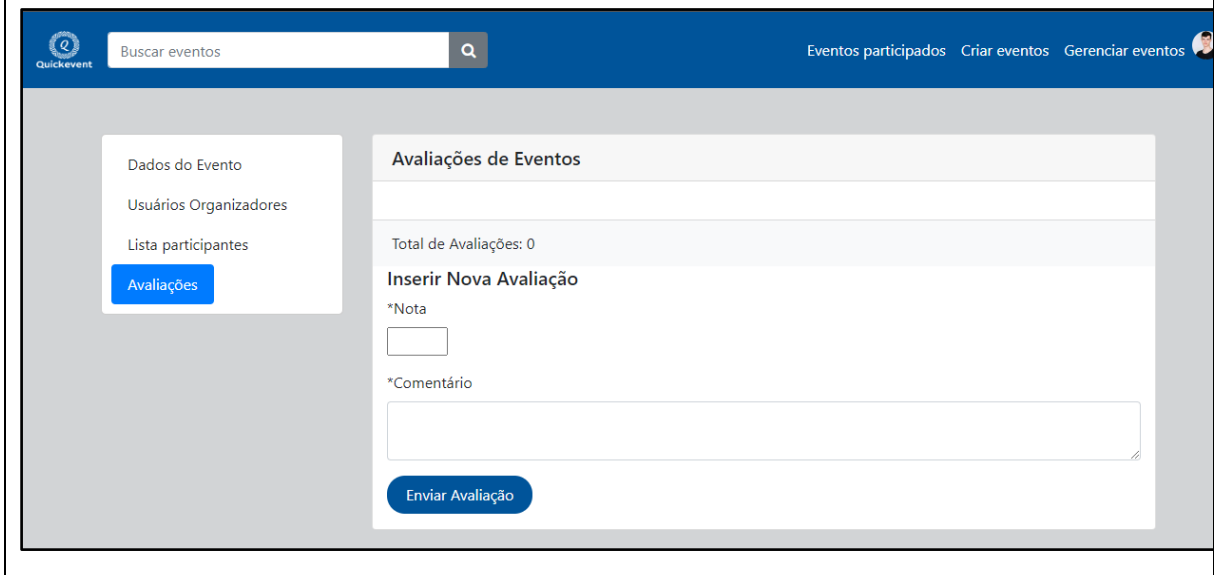 Quickevent
Buscar eventos
Eventos participados Criar eventos Gerenciar eventos
Dados do Evento
Usuários Organizadores
Lista participantes
Avaliações
Avaliações de Eventos
Total de Avaliações: 0
Inserir Nova Avaliação
*Nota
*Comentário
Enviar Avaliação